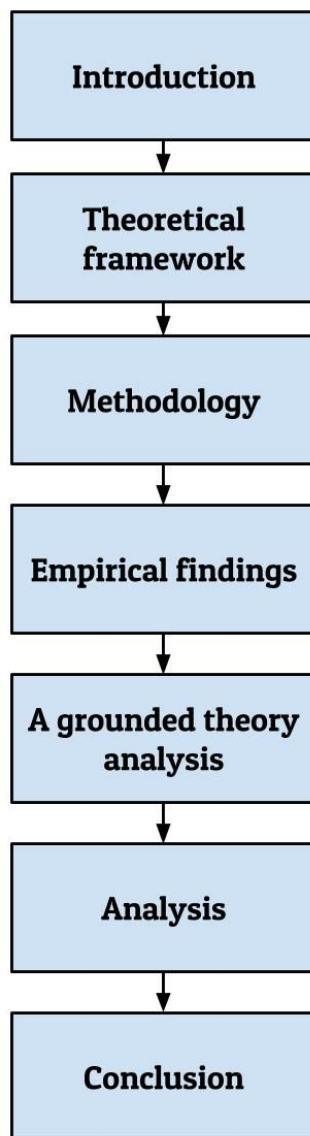 Introduction
Theoretical
framework
Methodology
Empirical findings
A grounded theory
analysis
Analysis
Conclusion